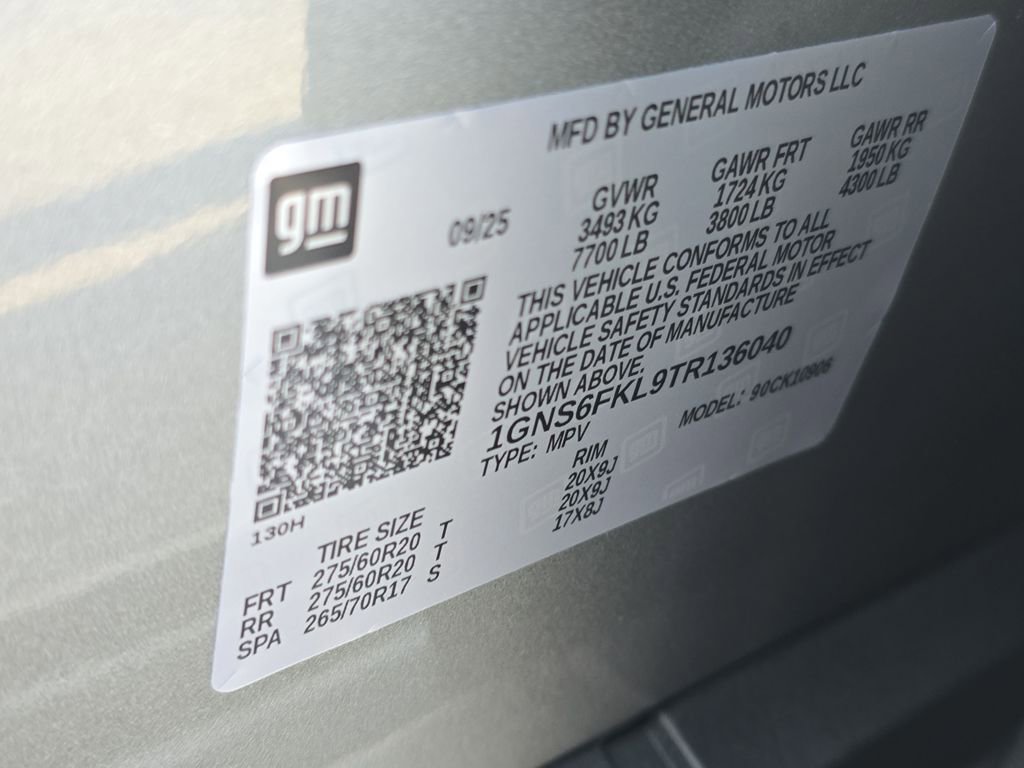 MFD BY GENERAL MOTORS LLC
gm
09/25
GVWR
3493 KG
7700 LB
GAWR FRT
1724 KG
3800 LB
GAWR RR
1950 KG
4300 LB
THIS VEHICLE CONFORMS TO ALL
APPLICABLE U.S. FEDERAL MOTOR
VEHICLE SAFETY STANDARDS IN EFFECT
ON THE DATE OF MANUFACTURE
SHOWN ABOVE.
1GNS6FKL9TR136040
TYPE: MPV
MODEL: 90CK10906
130H
TIRE SIZE
RIM
FRT 275/60R20 T 20X9J
RR 275/60R20 T 20X9J
SPA 265/70R17 S 17X8J